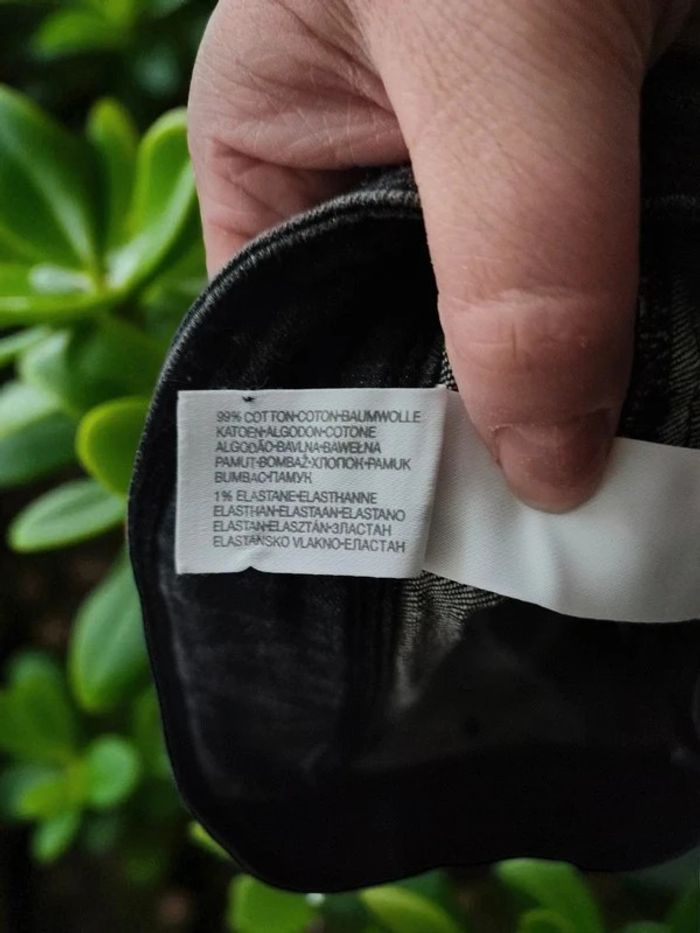 99% COTTON•COTON•BAUMWOLLE
KATOEN•ALGODON•COTONE
ALGODÃO•BAVLNA•BAWEŁNA
PAMUT•BOMBAŽ•ХЛОПОК•PAMUK
BUMBAC•ПАМУК
1% ELASTANE•ELASTHANNE
ELASTHAN•ELASTAAN•ELASTANO
ELASTAN•ELASZTÁN•ЭЛАСТАН
ELASTANSKO VLAKNO•ЕЛАСТАН